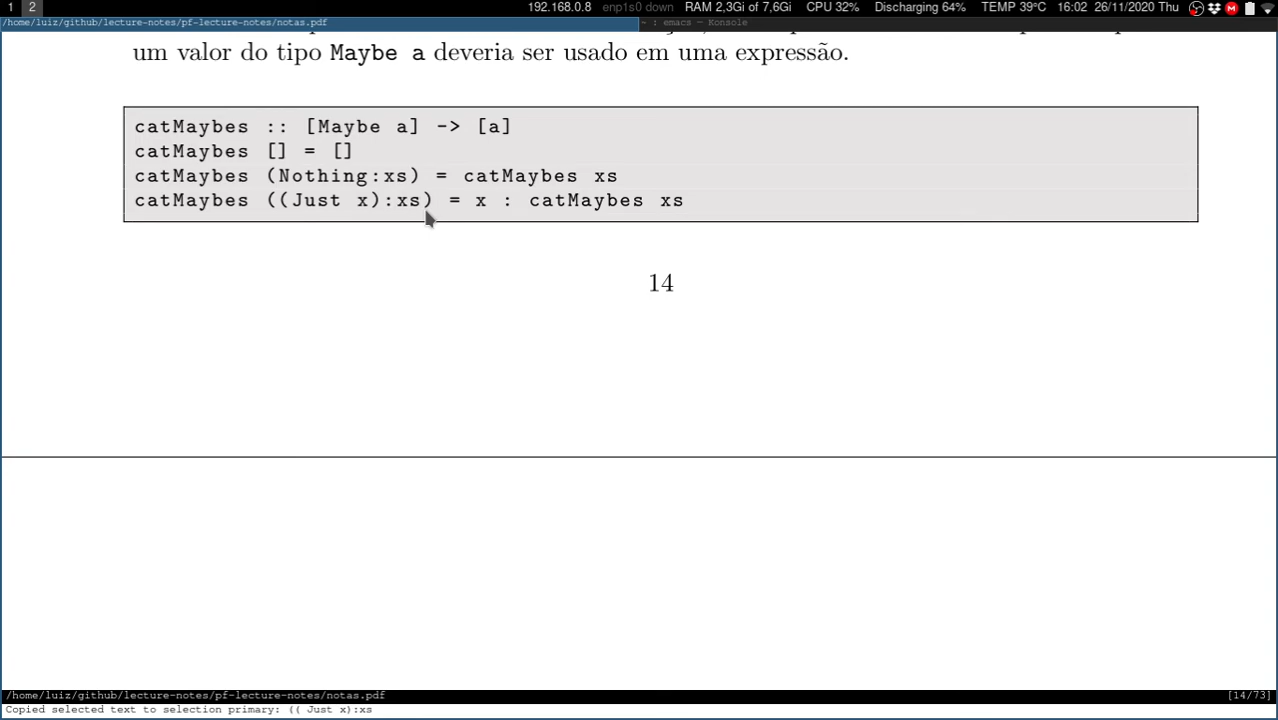 1 2 192.168.0.8 enp1s0 down RAM 2,3Gi of 7,6Gi CPU 32% Discharging 64% TEMP 39°C 16:02 26/11/2020 Thu
/home/luiz/github/lecture-notes/pf-lecture-notes/notas.pdf ~ : emacs — Konsole
um valor do tipo Maybe a deveria ser usado em uma expressão.
catMaybes :: [Maybe a] -> [a]
catMaybes [] = []
catMaybes (Nothing:xs) = catMaybes xs
catMaybes ((Just x):xs) = x : catMaybes xs
14
/home/luiz/github/lecture-notes/pf-lecture-notes/notas.pdf [14/73]
Copied selected text to selection primary: (( Just x):xs